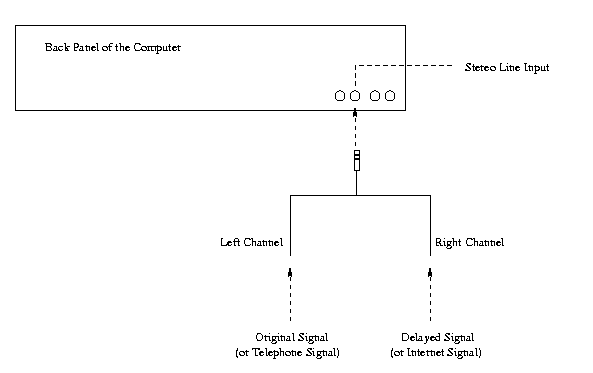 Back Panel of the Computer
Stereo Line Input
Left Channel
Right Channel
Original Signal
(or Telephone Signal)
Delayed Signal
(or Internet Signal)